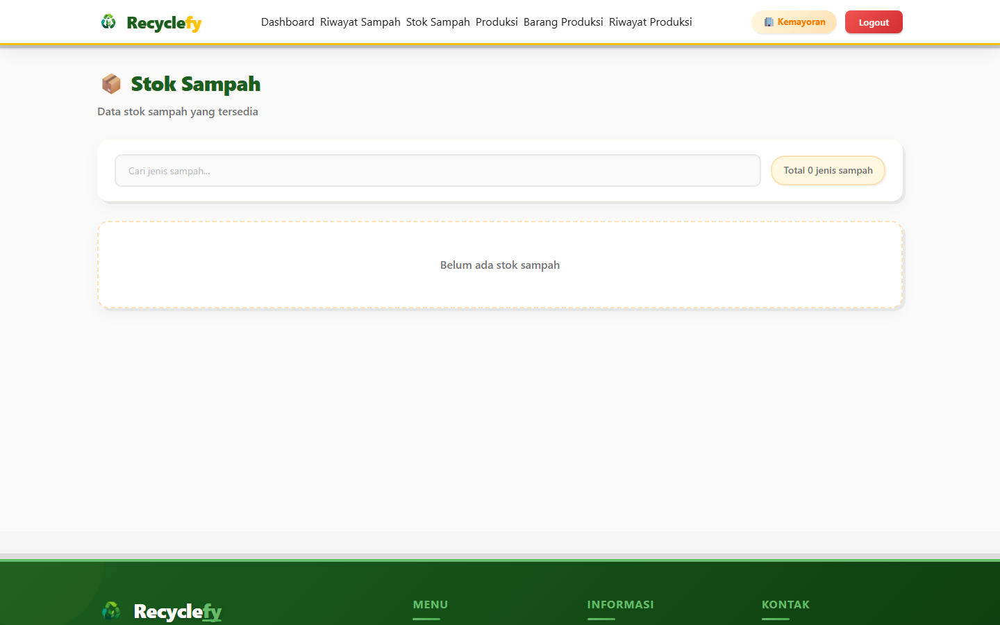 Recyclefy
Dashboard Riwayat Sampah Stok Sampah Produksi Barang Produksi Riwayat Produksi
Kemayoran
Logout
Stok Sampah
Data stok sampah yang tersedia
Cari jenis sampah...
Total 0 jenis sampah
Belum ada stok sampah
Recyclefy
MENU
INFORMASI
KONTAK